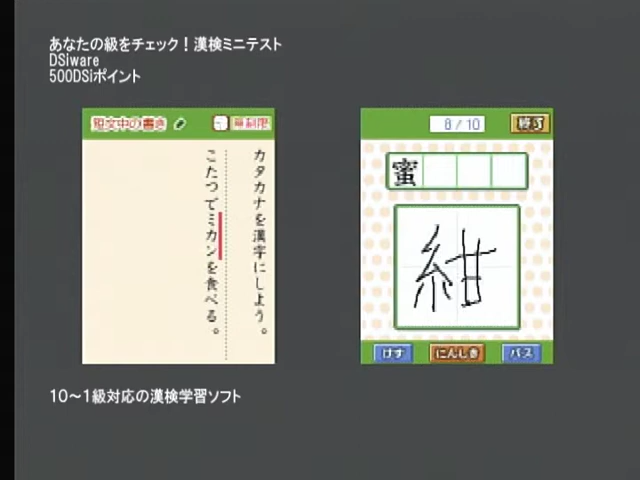 あなたの級をチェック！漢検ミニテスト
DSiware
500DSiポイント
短文中の書き
無制限
カタカナを漢字にしよう。
こたつでミカンを食べる。
8/10
終了
蜜
紺
けす
にんしき
パス
10～1級対応の漢検学習ソフト